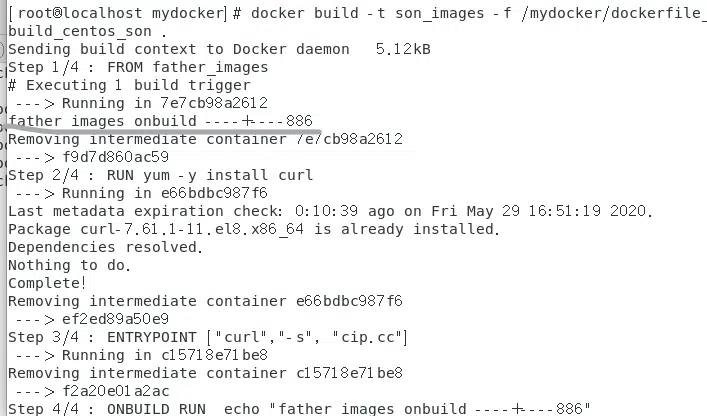 [root@localhost mydocker]# docker build -t son_images -f /mydocker/dockerfile_
build_centos_son .
Sending build context to Docker daemon   5.12kB
Step 1/4 : FROM father_images
# Executing 1 build trigger
 ---> Running in 7e7cb98a2612
father images onbuild ----+----886
Removing intermediate container 7e7cb98a2612
 ---> f9d7d860ac59
Step 2/4 : RUN yum -y install curl
 ---> Running in e66bdbc987f6
Last metadata expiration check: 0:10:39 ago on Fri May 29 16:51:19 2020.
Package curl-7.61.1-11.el8.x86_64 is already installed.
Dependencies resolved.
Nothing to do.
Complete!
Removing intermediate container e66bdbc987f6
 ---> ef2ed89a50e9
Step 3/4 : ENTRYPOINT ["curl","-s", "cip.cc"]
 ---> Running in c15718e71be8
Removing intermediate container c15718e71be8
 ---> f2a20e01a2ac
Step 4/4 : ONBUILD RUN  echo "father images onbuild ----+----886"